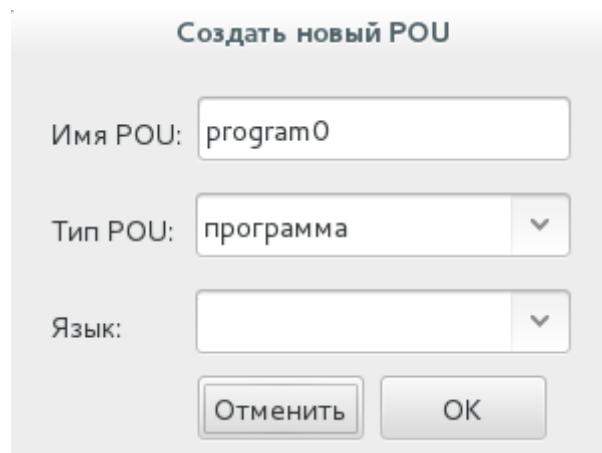 Создать новый POU
Имя POU: program0
Тип POU: программа
Язык:
Отменить OK